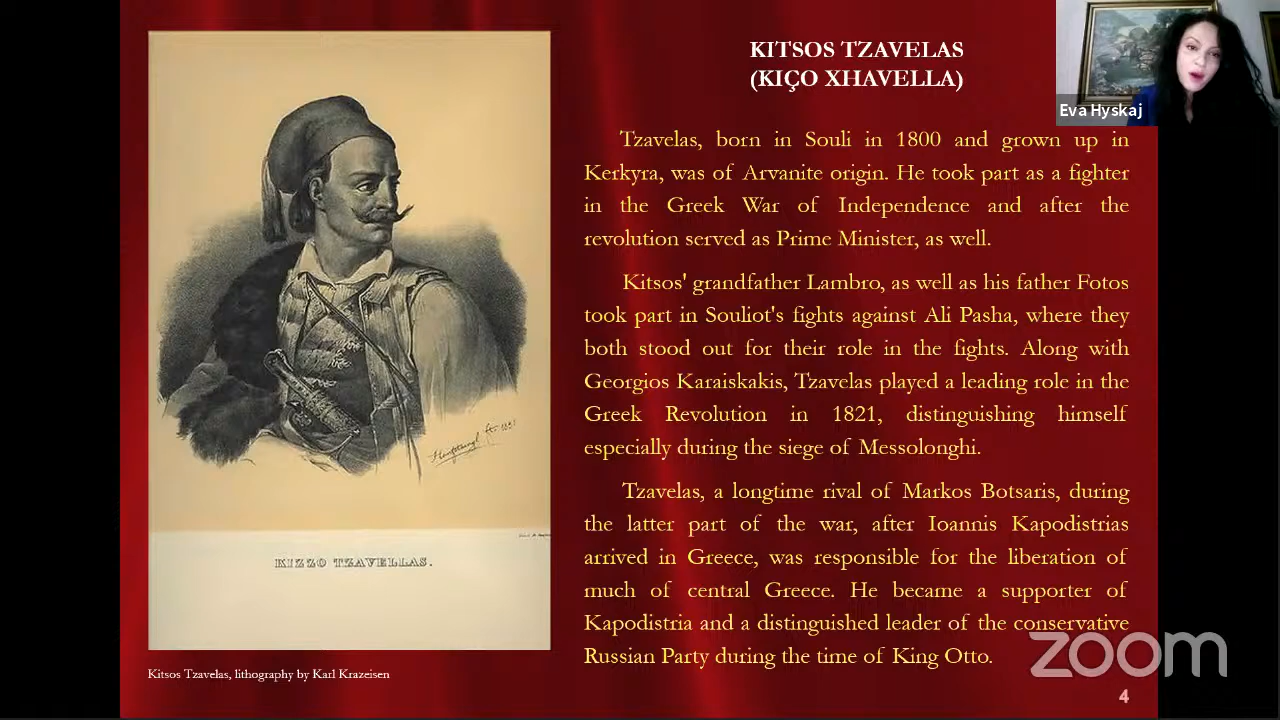 KITSOS TZAVELAS
(KIÇO XHAVELLA)
Eva Hyskaj
Tzavelas, born in Souli in 1800 and grown up in
Kerkyra, was of Arvanite origin. He took part as a fighter
in the Greek War of Independence and after the
revolution served as Prime Minister, as well.
Kitsos' grandfather Lambro, as well as his father Fotos
took part in Souliot's fights against Ali Pasha, where they
both stood out for their role in the fights. Along with
Georgios Karaiskakis, Tzavelas played a leading role in the
Greek Revolution in 1821, distinguishing himself
especially during the siege of Messolonghi.
Tzavelas, a longtime rival of Markos Botsaris, during
the latter part of the war, after Ioannis Kapodistrias
arrived in Greece, was responsible for the liberation of
much of central Greece. He became a supporter of
Kapodistria and a distinguished leader of the conservative
Russian Party during the time of King Otto.
KIZZO TZAVELLAS.
Kitsos Tzavelas, lithography by Karl Krazeisen
zoom
4